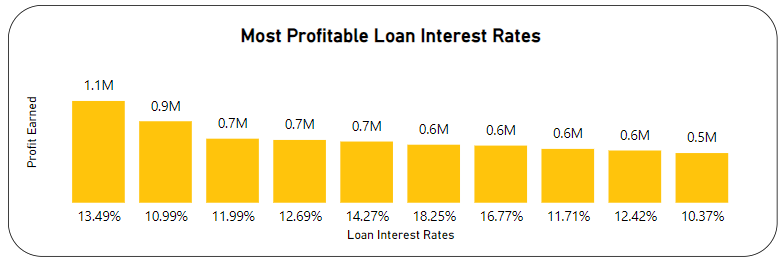 Most Profitable Loan Interest Rates
Profit Earned
1.1M
0.9M
0.7M
0.7M
0.7M
0.6M
0.6M
0.6M
0.6M
0.5M
13.49% 10.99% 11.99% 12.69% 14.27% 18.25% 16.77% 11.71% 12.42% 10.37%
Loan Interest Rates